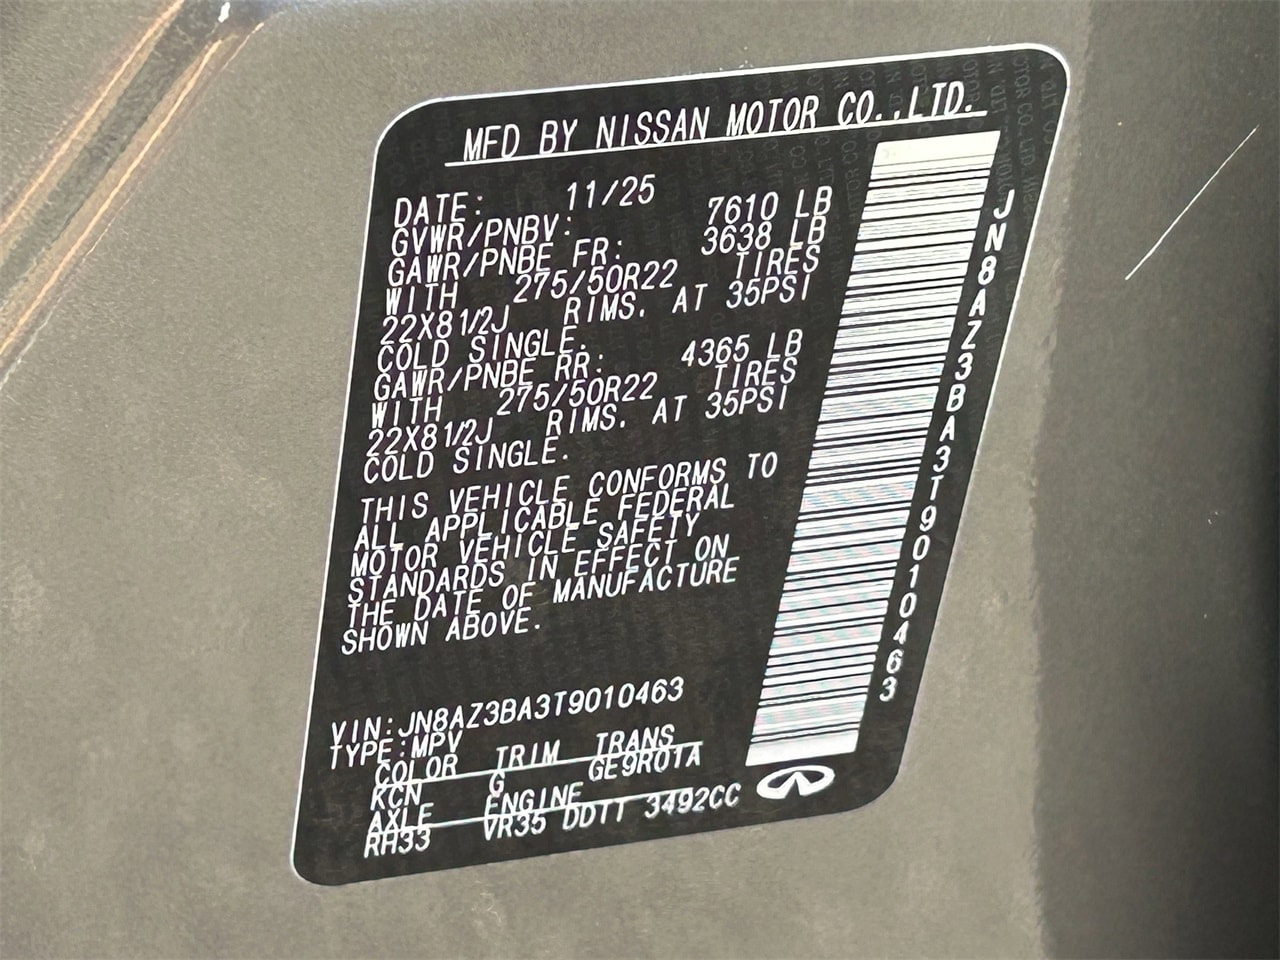 MFD BY NISSAN MOTOR CO.,LTD.
DATE: 11/25
GVWR/PNBV: 7610 LB
GAWR/PNBE FR: 3638 LB
WITH 275/50R22 TIRES
22X81/2J RIMS. AT 35PSI
COLD SINGLE.
GAWR/PNBE RR: 4365 LB
WITH 275/50R22 TIRES
22X81/2J RIMS. AT 35PSI
COLD SINGLE.
THIS VEHICLE CONFORMS TO
ALL APPLICABLE FEDERAL
MOTOR VEHICLE SAFETY
STANDARDS IN EFFECT ON
THE DATE OF MANUFACTURE
SHOWN ABOVE.
VIN:JN8AZ3BA3T9010463
TYPE:MPV
COLOR TRIM TRANS
KCN G GE9R01A
AXLE ENGINE
RH33 VR35 DDTT 3492CC
JN8AZ3BA3T9010463